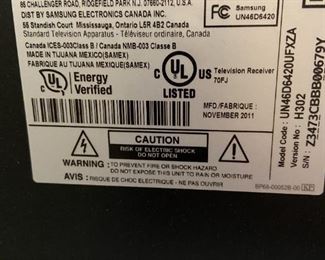 85 CHALLENGER ROAD, RIDGEFIELD PARK N.J. 07660-2112, U.S.A.
DIST BY SAMSUNG ELECTRONICS CANADA INC.
55 Standish Court Mississauga, Ontario L5R 4B2 Canada
Standard Television Apparatus - Téléviseur ordinaire, Canada
Canada ICES-003Class B / Canada NMB-003 Classe B
MADE IN TIJUANA MEXICO (SAMEX)
FABRIQUE A TIJUANA MEXICO (SAMEX)
FC
Samsung
UN46D6420
UL
Energy
Verified
C UL US
LISTED
Television Receiver
70FJ
MFD./FABRIQUE :
NOVEMBER 2011
CAUTION
RISK OF ELECTRIC SHOCK
DO NOT OPEN
WARNING : TO PREVENT FIRE OR SHOCK HAZARD
DO NOT EXPOSE THIS UNIT TO RAIN OR MOISTURE
AVIS : RISQUE DE CHOC ELECTRIQUE - NE PAS OUVRIR.
BP68-00052B-00
Model Code : UN46D6420UFXZA
Version No : H302
S/N : Z3473CBBB00679Y